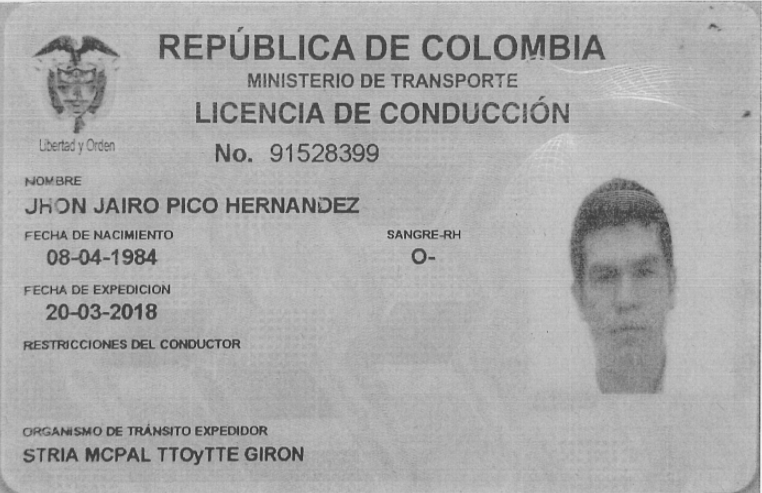 REPÚBLICA DE COLOMBIA
MINISTERIO DE TRANSPORTE
LICENCIA DE CONDUCCIÓN
Libertad y Orden
No. 91528399
NOMBRE
JHON JAIRO PICO HERNANDEZ
FECHA DE NACIMIENTO SANGRE-RH
08-04-1984 O-
FECHA DE EXPEDICION
20-03-2018
RESTRICCIONES DEL CONDUCTOR
ORGANISMO DE TRÁNSITO EXPEDIDOR
STRIA MCPAL TTOyTTE GIRON